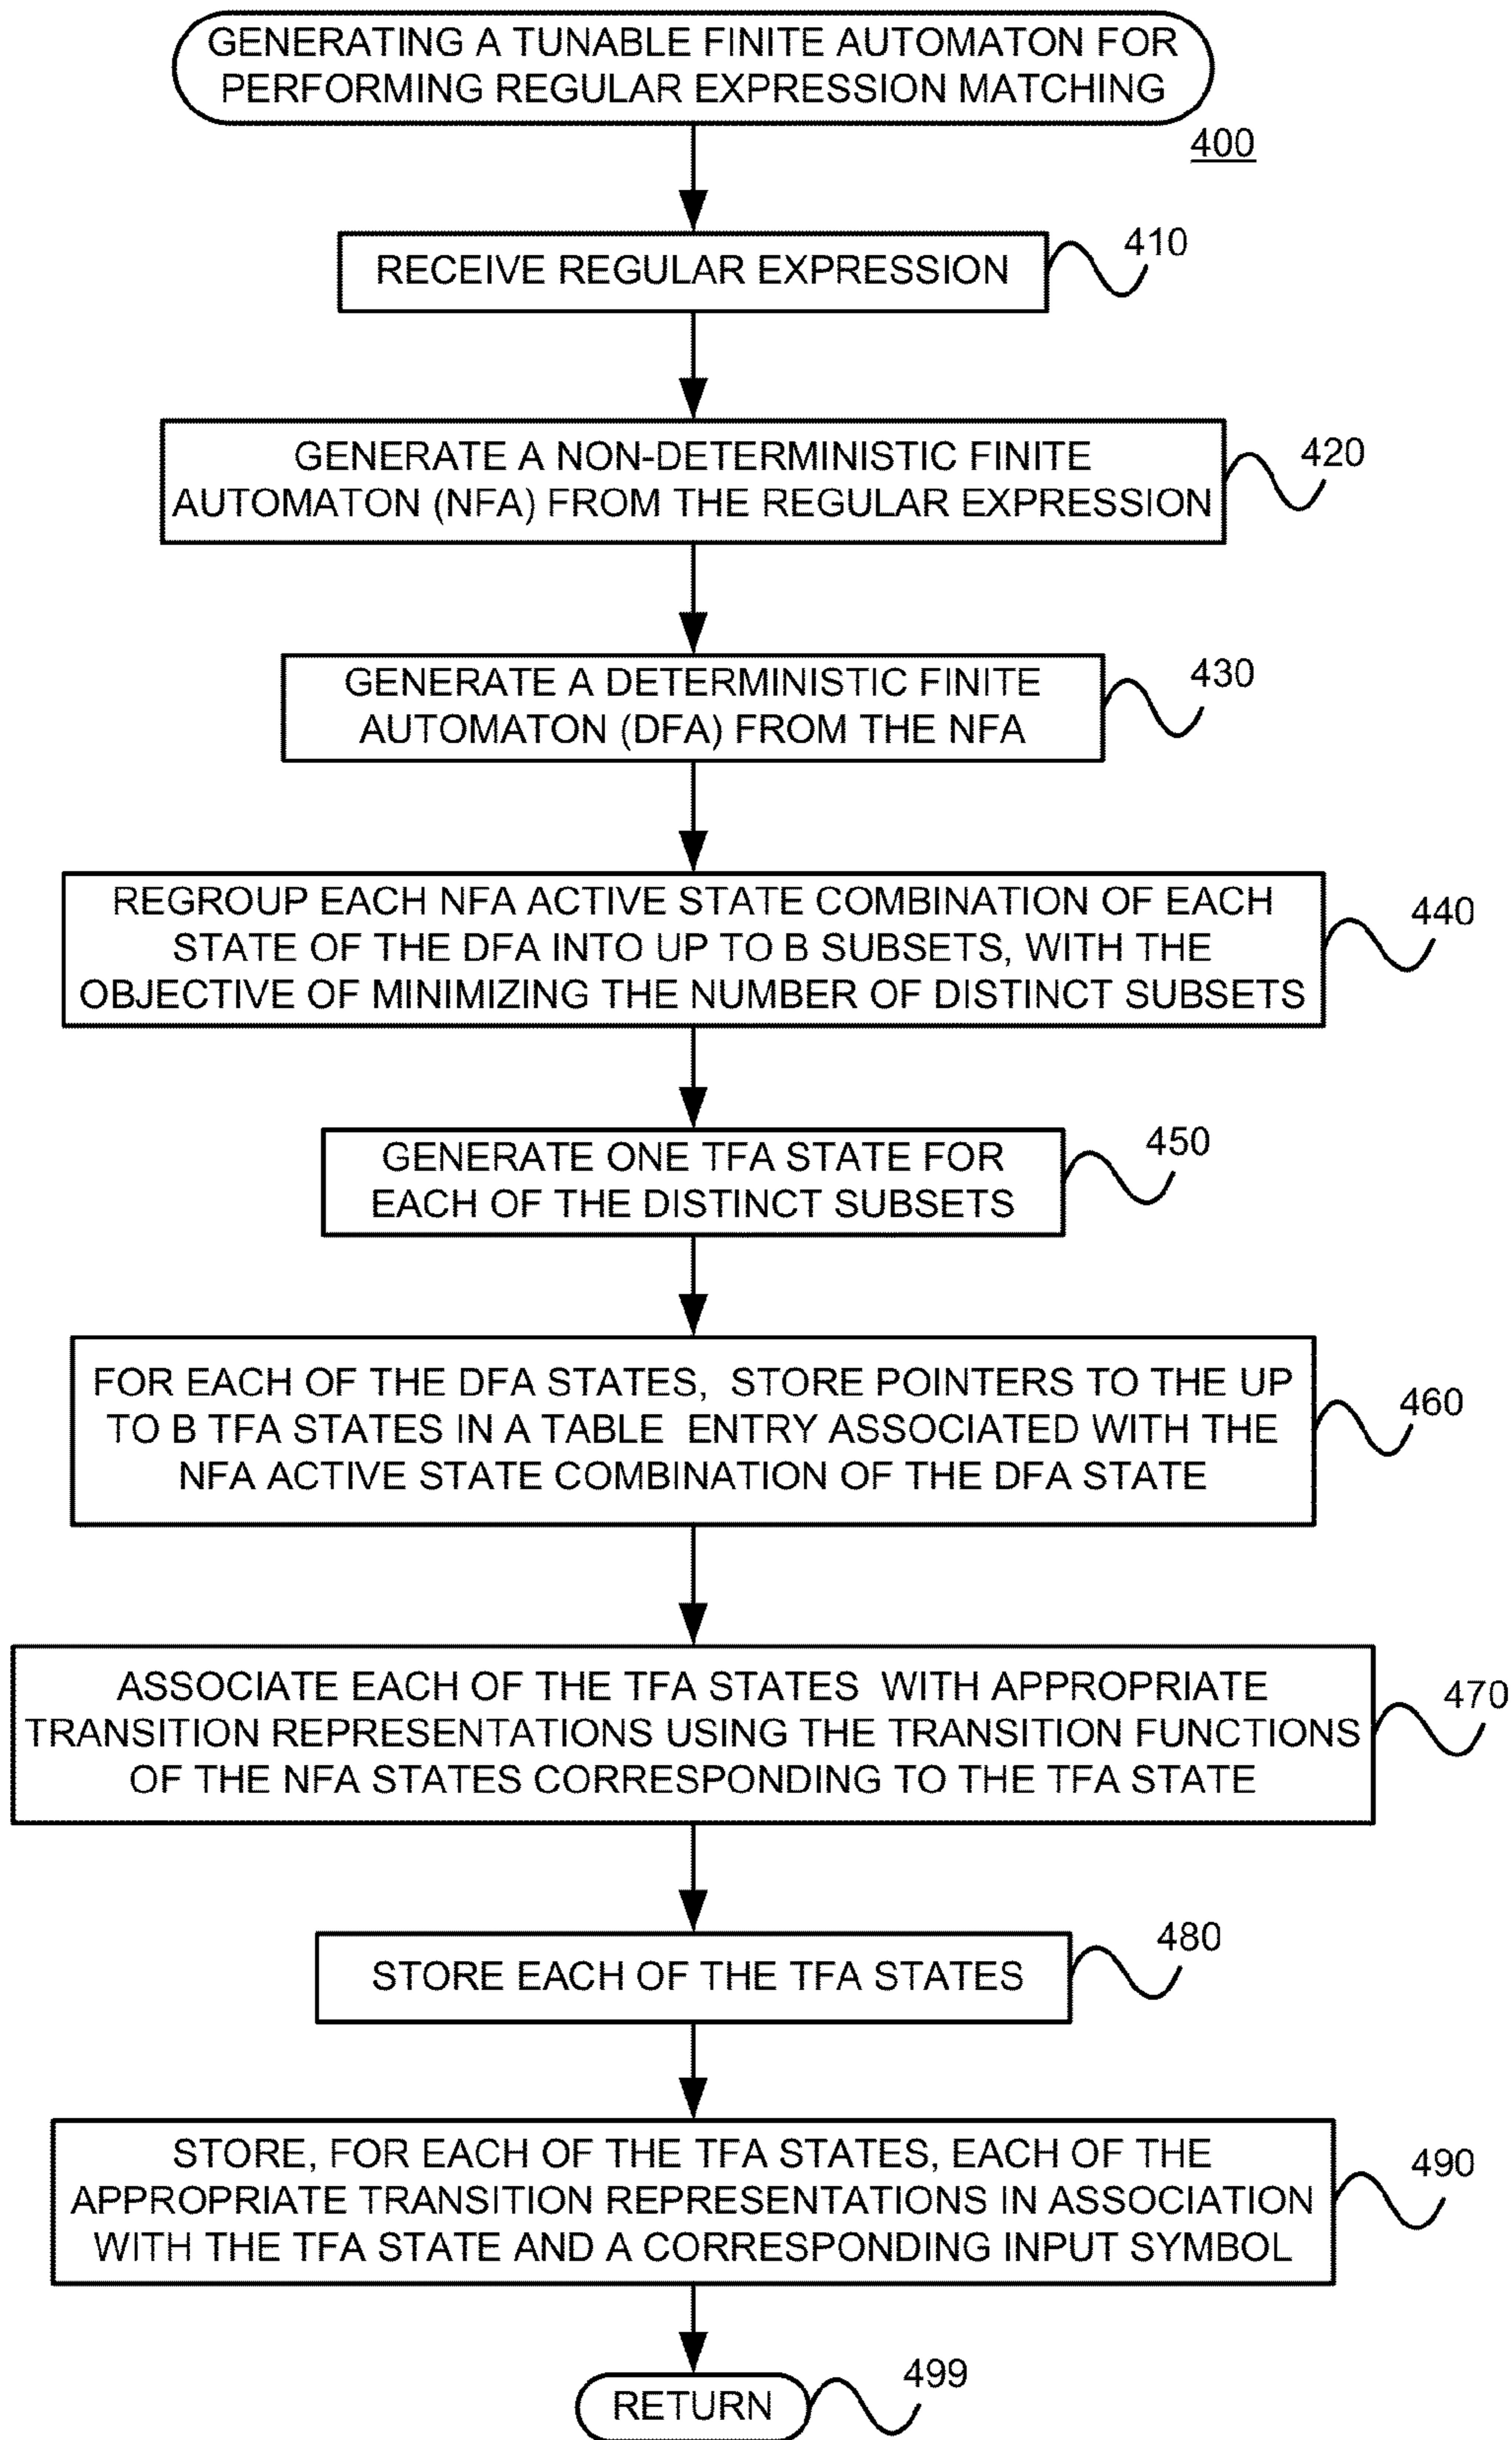 GENERATING A TUNABLE FINITE AUTOMATON FOR
PERFORMING REGULAR EXPRESSION MATCHING
400
RECEIVE REGULAR EXPRESSION
410
GENERATE A NON-DETERMINISTIC FINITE
AUTOMATON (NFA) FROM THE REGULAR EXPRESSION
420
GENERATE A DETERMINISTIC FINITE
AUTOMATON (DFA) FROM THE NFA
430
REGROUP EACH NFA ACTIVE STATE COMBINATION OF EACH
STATE OF THE DFA INTO UP TO B SUBSETS, WITH THE
OBJECTIVE OF MINIMIZING THE NUMBER OF DISTINCT SUBSETS
440
GENERATE ONE TFA STATE FOR
EACH OF THE DISTINCT SUBSETS
450
FOR EACH OF THE DFA STATES, STORE POINTERS TO THE UP
TO B TFA STATES IN A TABLE ENTRY ASSOCIATED WITH THE
NFA ACTIVE STATE COMBINATION OF THE DFA STATE
460
ASSOCIATE EACH OF THE TFA STATES WITH APPROPRIATE
TRANSITION REPRESENTATIONS USING THE TRANSITION FUNCTIONS
OF THE NFA STATES CORRESPONDING TO THE TFA STATE
470
STORE EACH OF THE TFA STATES
480
STORE, FOR EACH OF THE TFA STATES, EACH OF THE
APPROPRIATE TRANSITION REPRESENTATIONS IN ASSOCIATION
WITH THE TFA STATE AND A CORRESPONDING INPUT SYMBOL
490
RETURN
499